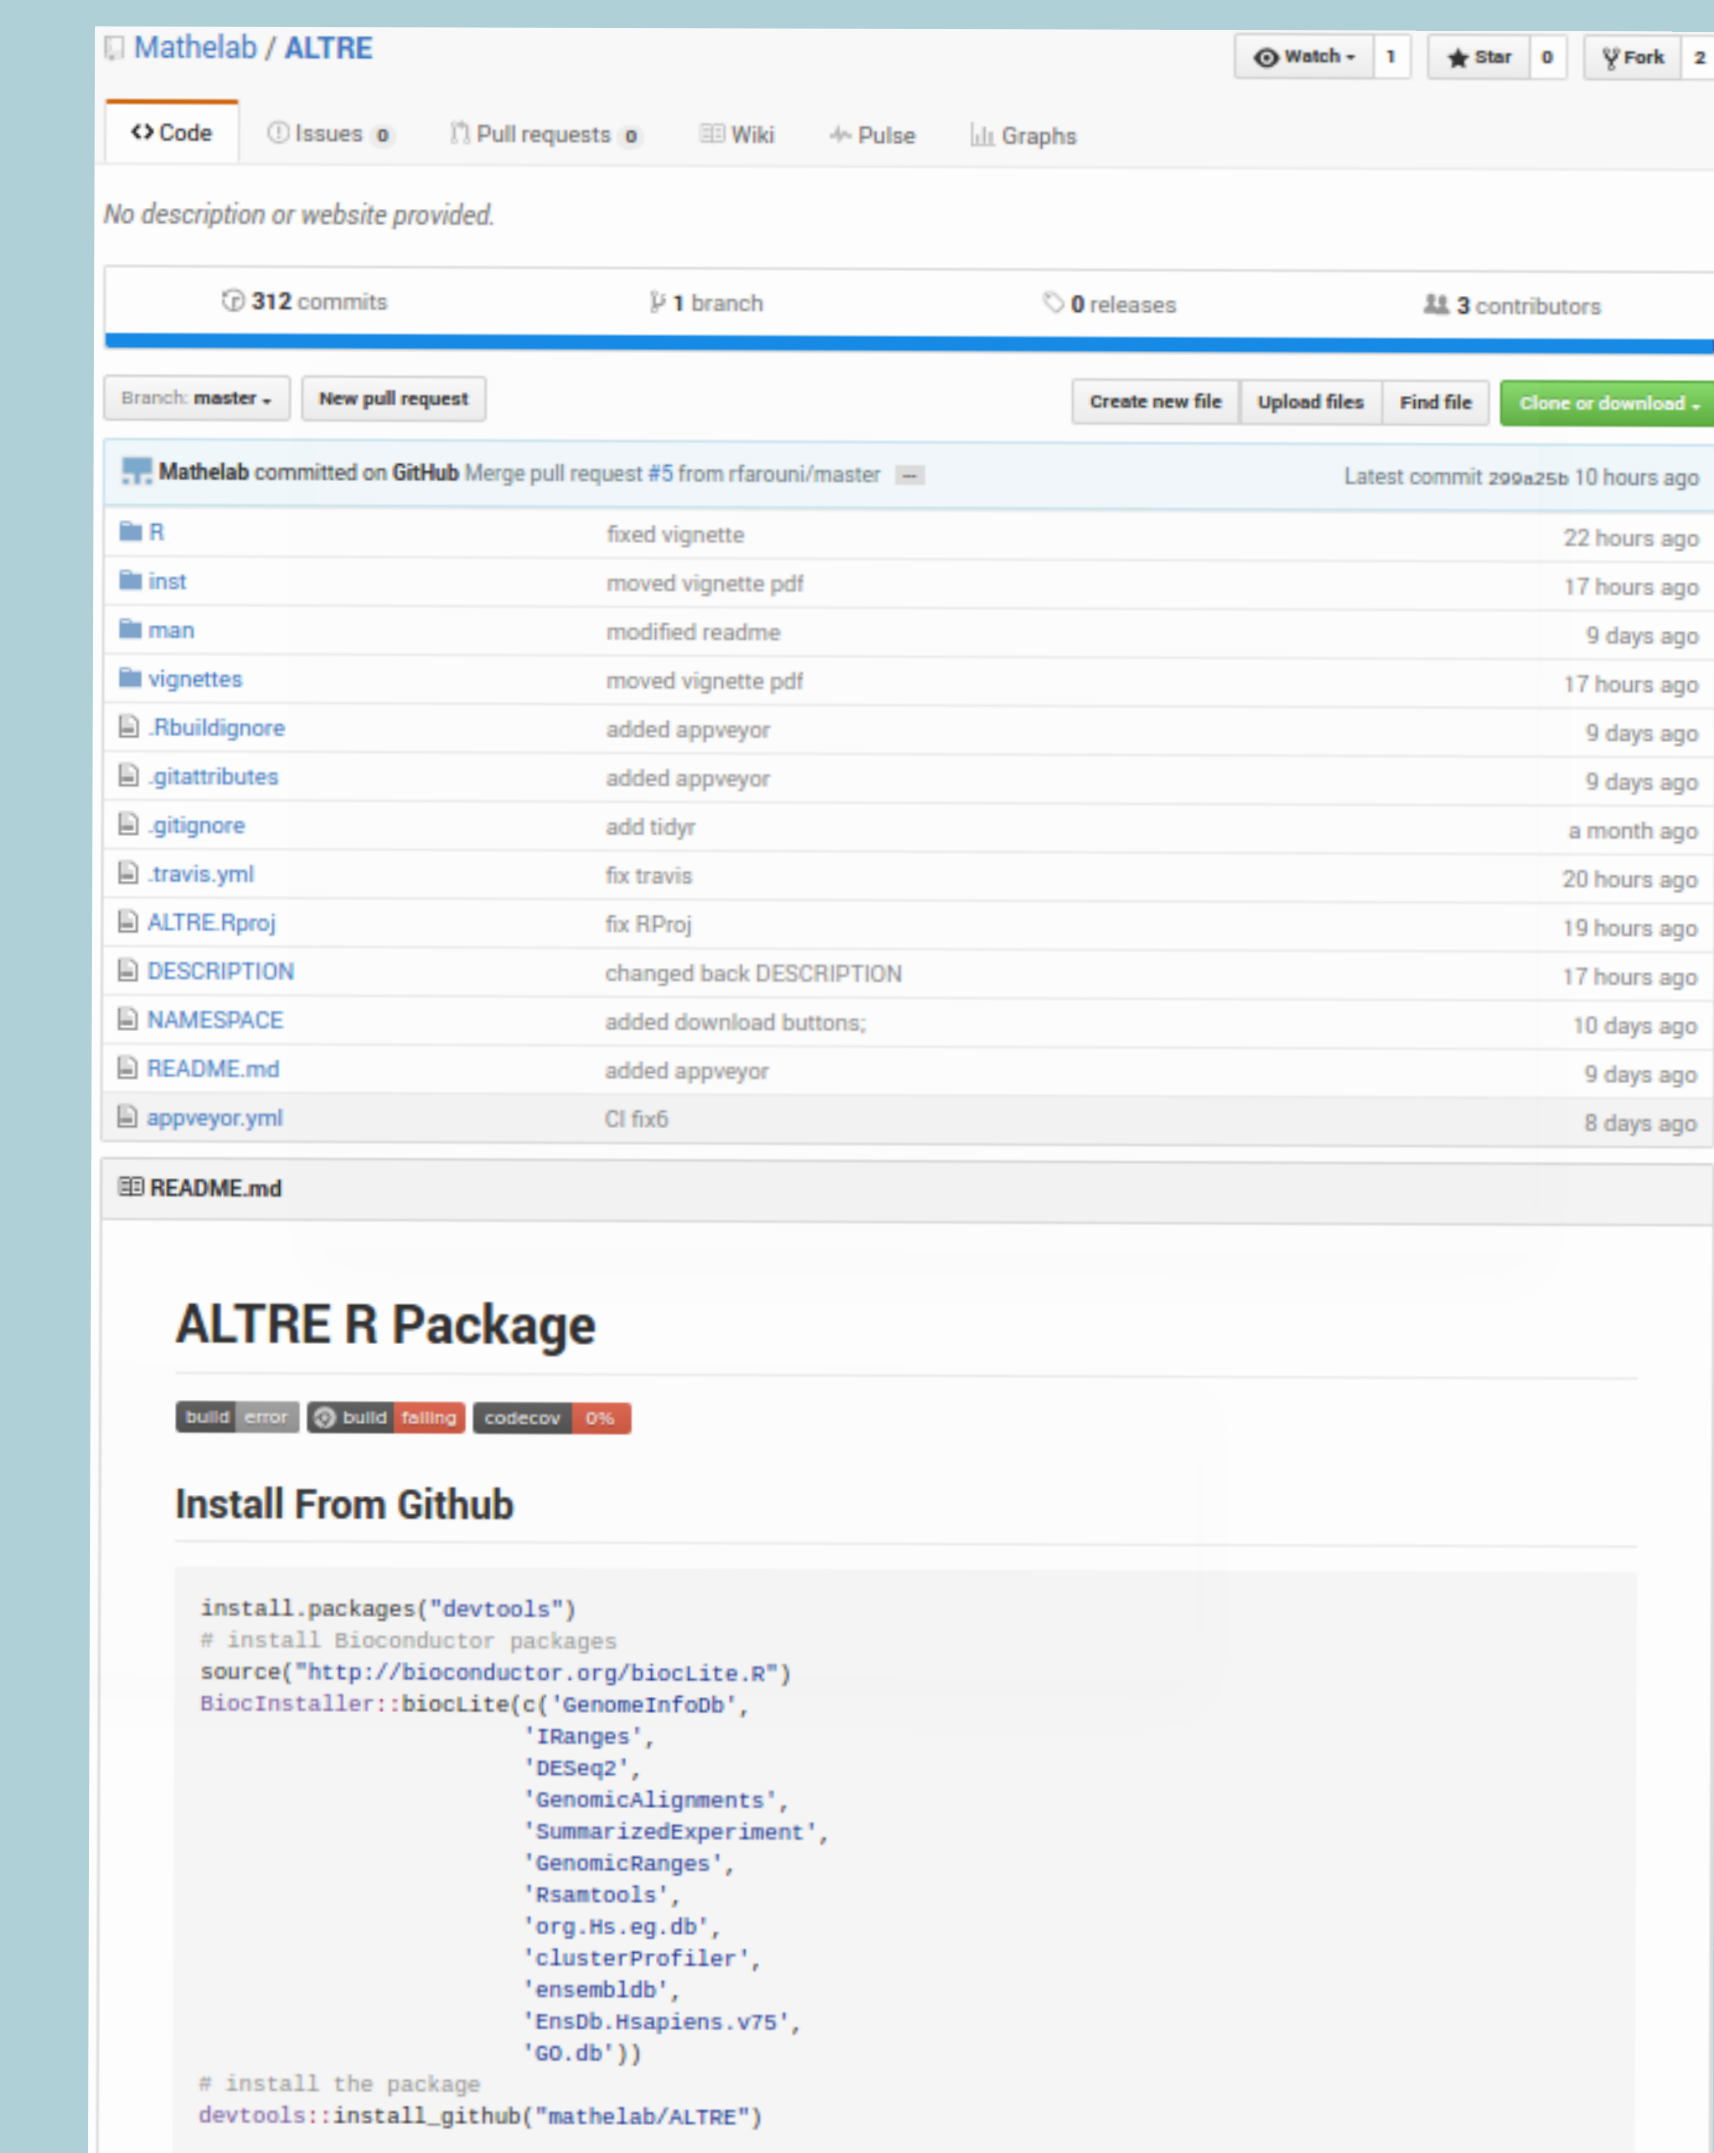 Mathelab / ALTRE
Watch 1 Star 0 Fork 2
Code Issues 0 Pull requests 0 Wiki Pulse Graphs
No description or website provided.
312 commits 1 branch 0 releases 3 contributors
Branch: master New pull request Create new file Upload files Find file Clone or download
Mathelab committed on GitHub Merge pull request #5 from rfarouni/master ... Latest commit 299a25b 10 hours ago
R fixed vignette 22 hours ago
inst moved vignette pdf 17 hours ago
man modified readme 9 days ago
vignettes moved vignette pdf 17 hours ago
.Rbuildignore added appveyor 9 days ago
.gitattributes added appveyor 9 days ago
.gitignore add tidyr a month ago
.travis.yml fix travis 20 hours ago
ALTRE.Rproj fix RProj 19 hours ago
DESCRIPTION changed back DESCRIPTION 17 hours ago
NAMESPACE added download buttons; 10 days ago
README.md added appveyor 9 days ago
appveyor.yml CI fix6 8 days ago
README.md
ALTRE R Package
build error build failing codecov 0%
Install From Github
install.packages("devtools")
# install Bioconductor packages
source("http://bioconductor.org/biocLite.R")
BiocInstaller::biocLite(c('GenomeInfoDb',
'IRanges',
'DESeq2',
'GenomicAlignments',
'SummarizedExperiment',
'GenomicRanges',
'Rsamtools',
'org.Hs.eg.db',
'clusterProfiler',
'ensembldb',
'EnsDb.Hsapiens.v75',
'GO.db'))
# install the package
devtools::install_github("mathelab/ALTRE")